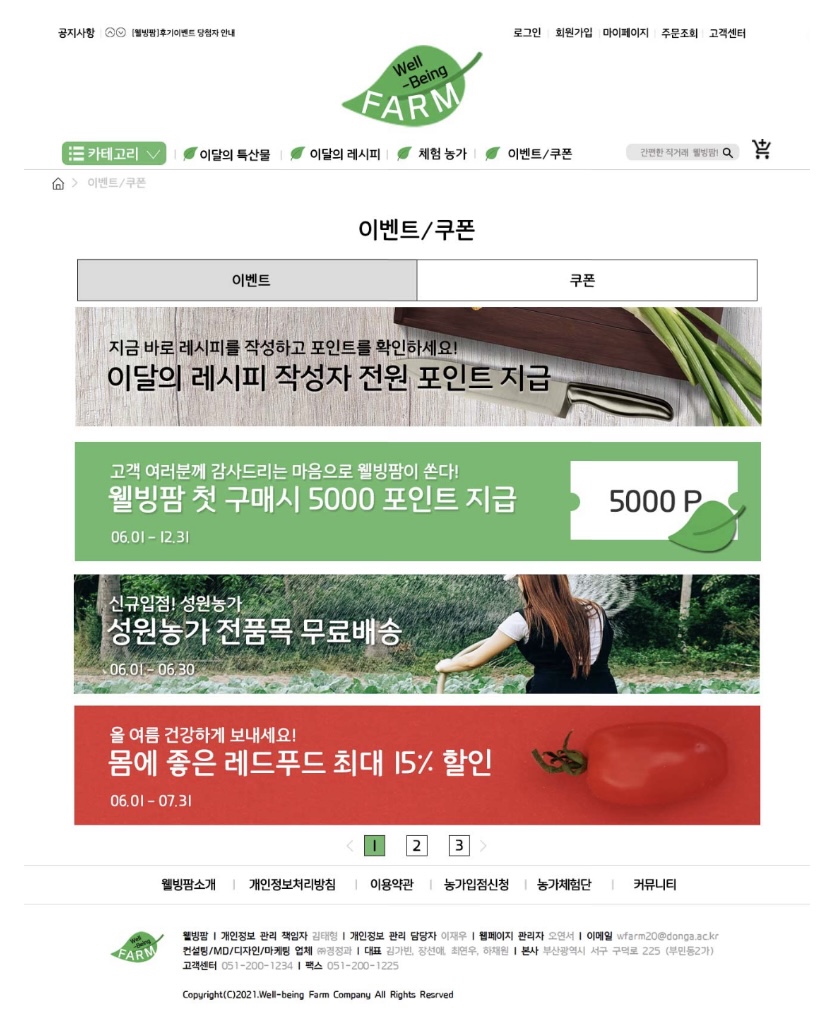 공지사항 [웰빙팜]후기이벤트 당첨자 안내
로그인 회원가입 마이페이지 주문조회 고객센터
Well
-Being
FARM
카테고리 이달의 특산물 이달의 레시피 체험 농가 이벤트/쿠폰 간편한 직거래 웰빙팜!
이벤트/쿠폰
이벤트/쿠폰
이벤트 쿠폰
지금 바로 레시피를 작성하고 포인트를 확인하세요!
이달의 레시피 작성자 전원 포인트 지급
고객 여러분께 감사드리는 마음으로 웰빙팜이 쏜다!
웰빙팜 첫 구매시 5000 포인트 지급
5000 P
06.01 - 12.31
신규입점! 성원농가
성원농가 전품목 무료배송
06.01 - 06.30
올 여름 건강하게 보내세요!
몸에 좋은 레드푸드 최대 15% 할인
06.01 - 07.31
< 1 2 3 >
웰빙팜소개 | 개인정보처리방침 | 이용약관 | 농가입점신청 | 농가체험단 | 커뮤니티
Well
-Being
FARM
웰빙팜 | 개인정보 관리 책임자 김태형 | 개인정보 관리 담당자 이재우 | 웹페이지 관리자 오연서 | 이메일 wfarm20@donga.ac.kr
컨설팅/MD/디자인/마케팅 업체 ㈜경정과 | 대표 김가빈, 장선애, 최연우, 하채원 | 본사 부산광역시 서구 구덕로 225 (부민동2가)
고객센터 051-200-1234 | 팩스 051-200-1225
Copyright(C)2021.Well-being Farm Company All Rights Resrved